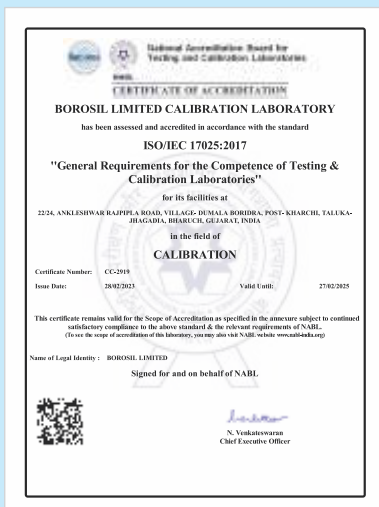 National Accreditation Board for
Testing and Calibration Laboratories
NABL
CERTIFICATE OF ACCREDITATION
BOROSIL LIMITED CALIBRATION LABORATORY
has been assessed and accredited in accordance with the standard
ISO/IEC 17025:2017
"General Requirements for the Competence of Testing &
Calibration Laboratories"
for its facilities at
22/24, ANKLESHWAR RAJPIPLA ROAD, VILLAGE- DUMALA BORIDRA, POST- KHARCHI, TALUKA-
JHAGADIA, BHARUCH, GUJARAT, INDIA
in the field of
CALIBRATION
Certificate Number: CC-2919
Issue Date: 28/02/2023 Valid Until: 27/02/2025
This certificate remains valid for the Scope of Accreditation as specified in the annexure subject to continued
satisfactory compliance to the above standard & the relevant requirements of NABL.
(To see the scope of accreditation of this laboratory, you may also visit NABL website www.nabl-india.org)
Name of Legal Identity : BOROSIL LIMITED
Signed for and on behalf of NABL
N. Venkateswaran
Chief Executive Officer